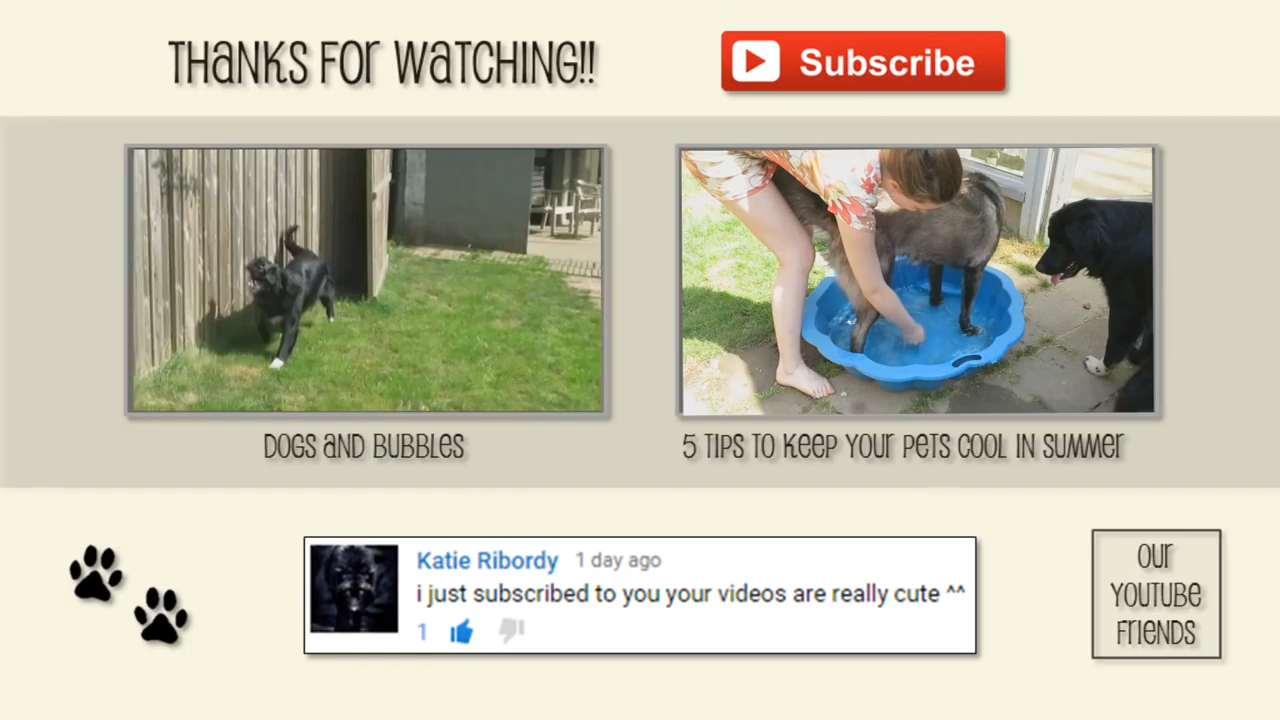 THANKS FOR WATCHING!!
Subscribe
DOGS AND BUBBLES
5 TIPS TO KEEP YOUR PETS COOL IN SUMMER
Katie Ribordy 1 day ago
i just subscribed to you your videos are really cute ^^
1
OUR
YOUTUBE
FRIENDS